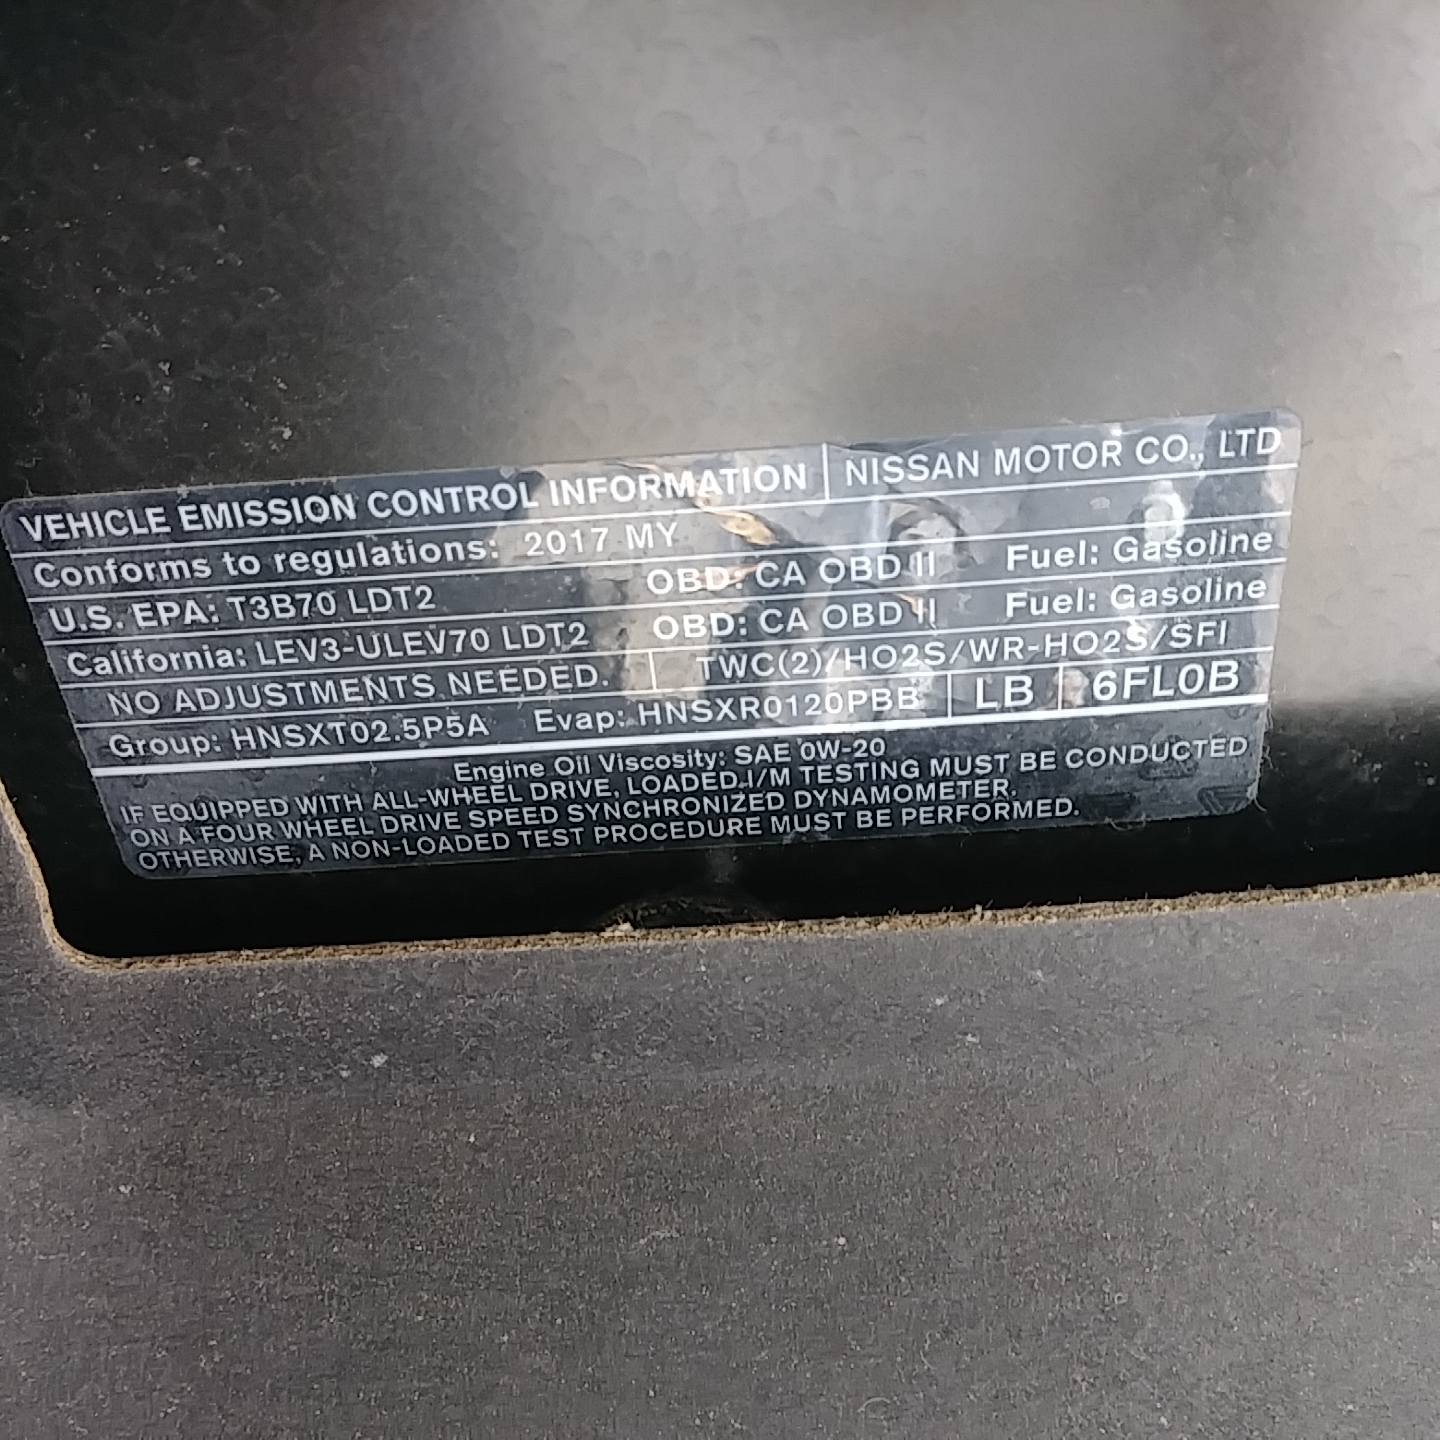 VEHICLE EMISSION CONTROL INFORMATION NISSAN MOTOR CO., LTD
Conforms to regulations: 2017 MY
U.S. EPA: T3B70 LDT2 OBD: CA OBD II Fuel: Gasoline
California: LEV3-ULEV70 LDT2 OBD: CA OBD II Fuel: Gasoline
NO ADJUSTMENTS NEEDED. TWC(2)/HO2S/WR-HO2S/SFI
Group: HNSXT02.5P5A Evap: HNSXR0120PBB LB 6FL0B
Engine Oil Viscosity: SAE 0W-20
IF EQUIPPED WITH ALL-WHEEL DRIVE, LOADED I/M TESTING MUST BE CONDUCTED
ON A FOUR WHEEL DRIVE SPEED SYNCHRONIZED DYNAMOMETER.
OTHERWISE, A NON-LOADED TEST PROCEDURE MUST BE PERFORMED.